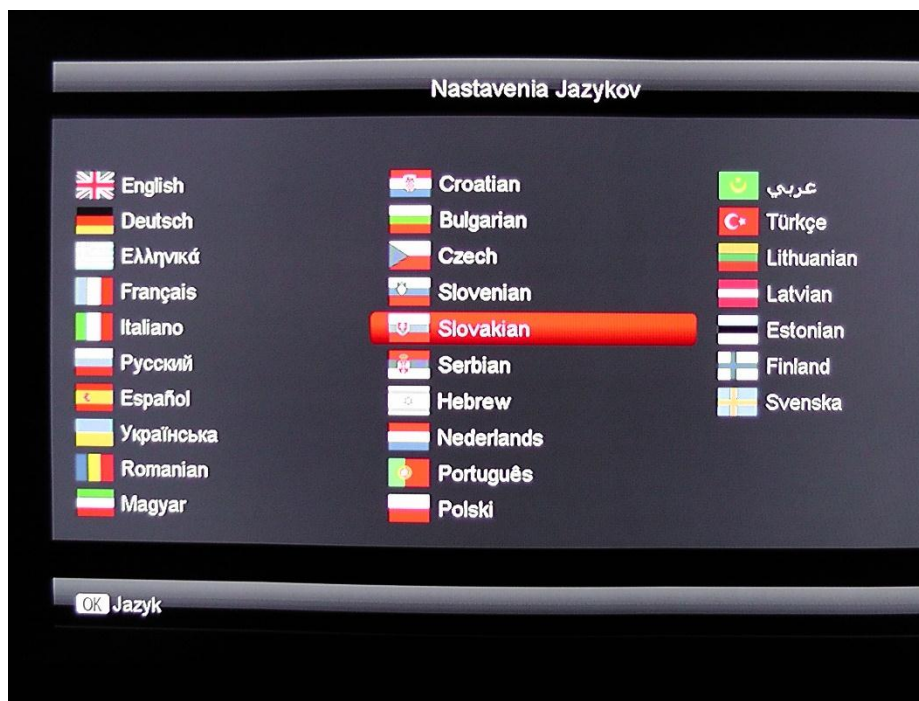 Nastavenia Jazykov
English
Deutsch
Ελληνικά
Français
Italiano
Русский
Español
Українська
Romanian
Magyar
Croatian
Bulgarian
Czech
Slovenian
Slovakian
Serbian
Hebrew
Nederlands
Português
Polski
عربي
Türkçe
Lithuanian
Latvian
Estonian
Finland
Svenska
OK Jazyk